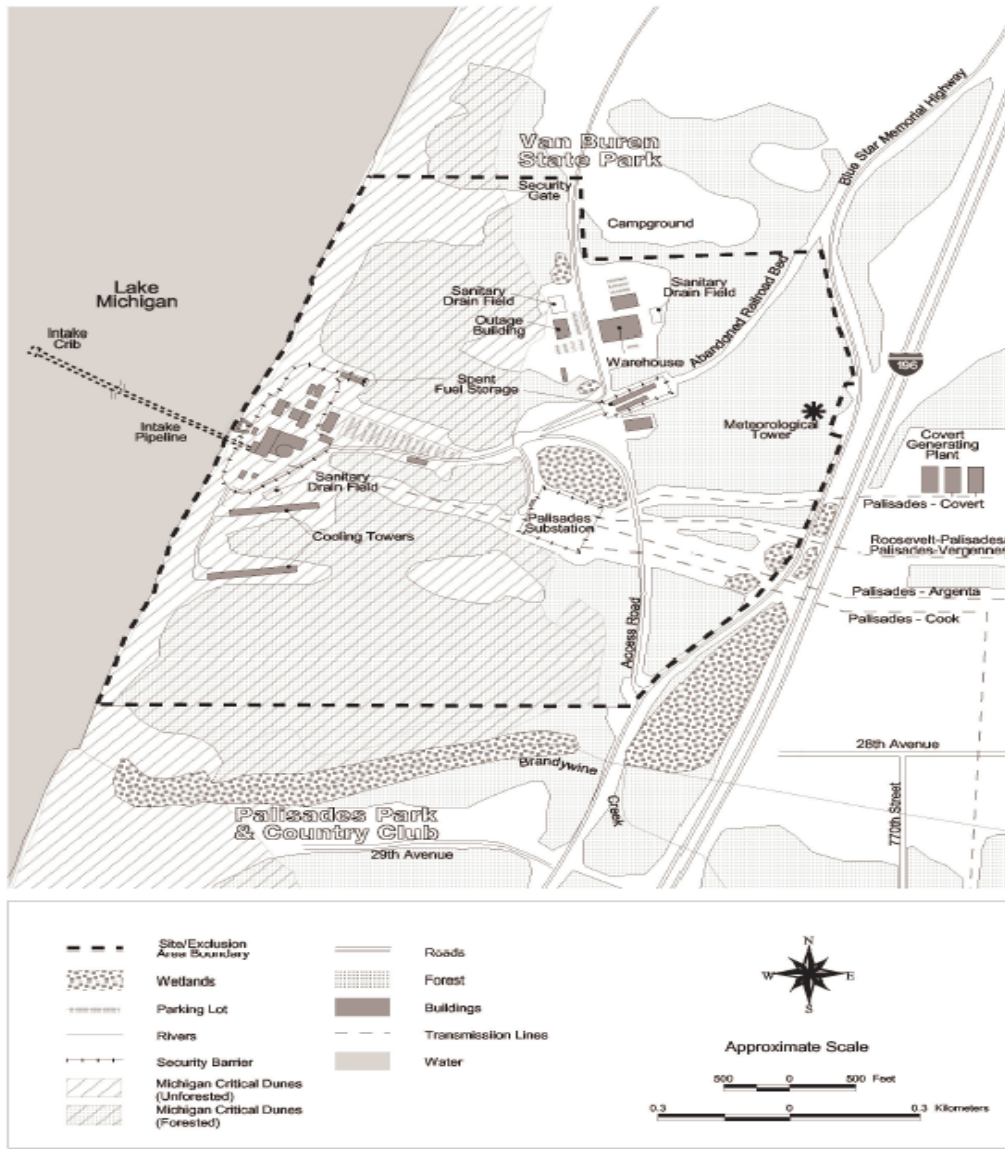 Van Buren
State Park
Security
Gate
Campground
Blue Star Memorial Highway
Lake
Michigan
Intake
Crib
Intake
Pipeline
Sanitary
Drain Field
Outage
Building
Sianitary
Drain Field
Warehouse
Abandoned Railroad Bed
Spent
Fuel Storage
196
Meteorological
Tower
Covert
Generating
Plant
Palisades - Covert
Sanitary
Drain Field
Palisades
Substation
Cooling Towers
Roosevelt-Palisades/
Palisades-Vergennes
Palisades - Argenta
Palisades - Cook
Access Road
28th Avenue
770th Street
Brandywine
Creek
Palisades Park
& Country Club
29th Avenue
Site/Exclusion
Area Boundary
Wetlands
Parking Lot
Rivers
Security Barrier
Michigan Critical Dunes
(Unforested)
Michigan Critical Dunes
(Forested)
Roads
Forest
Buildings
Transmissiion Lines
Water
N
W E
S
Approximate Scale
500 0 500 Feet
0.3 0 0.3 Kilometers